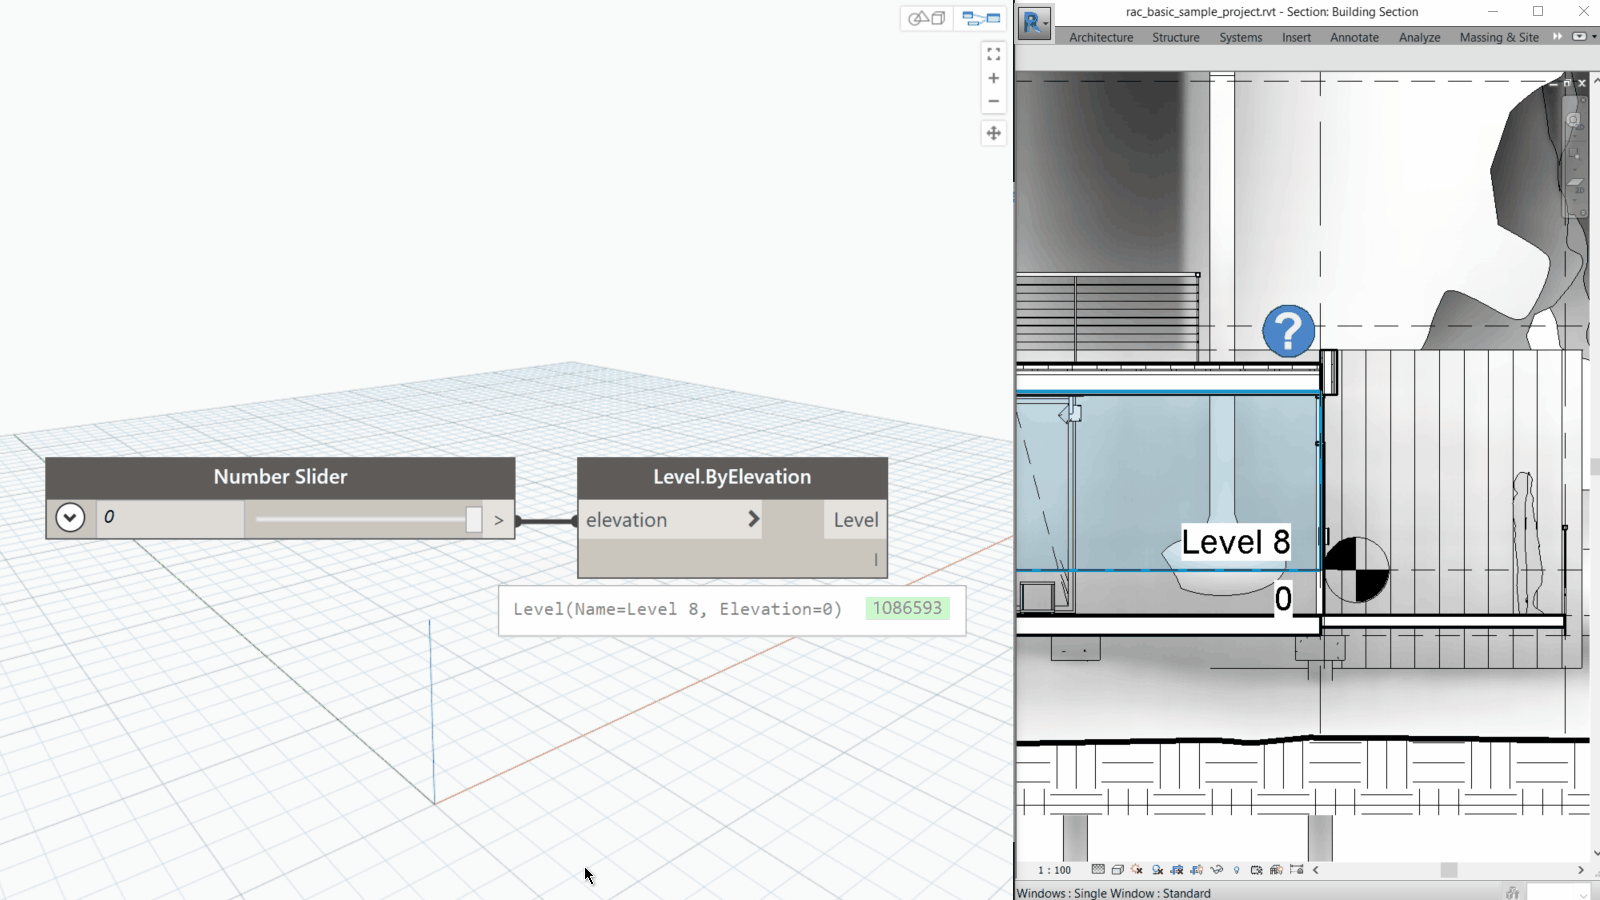 rac_basic_sample_project.rvt - Section: Building Section
R
Architecture Structure Systems Insert Annotate Analyze Massing & Site
?
Number Slider
0 >
Level.ByElevation
elevation Level
Level(Name=Level 8, Elevation=0) 1086593
Level 8
0
1 : 100
Windows : Single Window : Standard